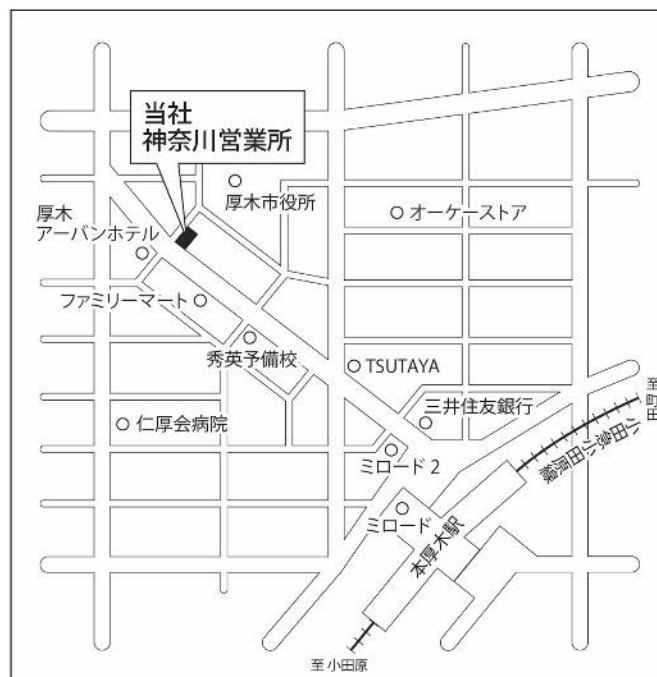 当社
神奈川営業所
厚木市役所
オーケーストア
厚木
アーバンホテル
ファミリーマート
秀英予備校
TSUTAYA
三井住友銀行
至町田
小田急小田原線
仁厚会病院
ミロード2
ミロード
本厚木駅
至 小田原